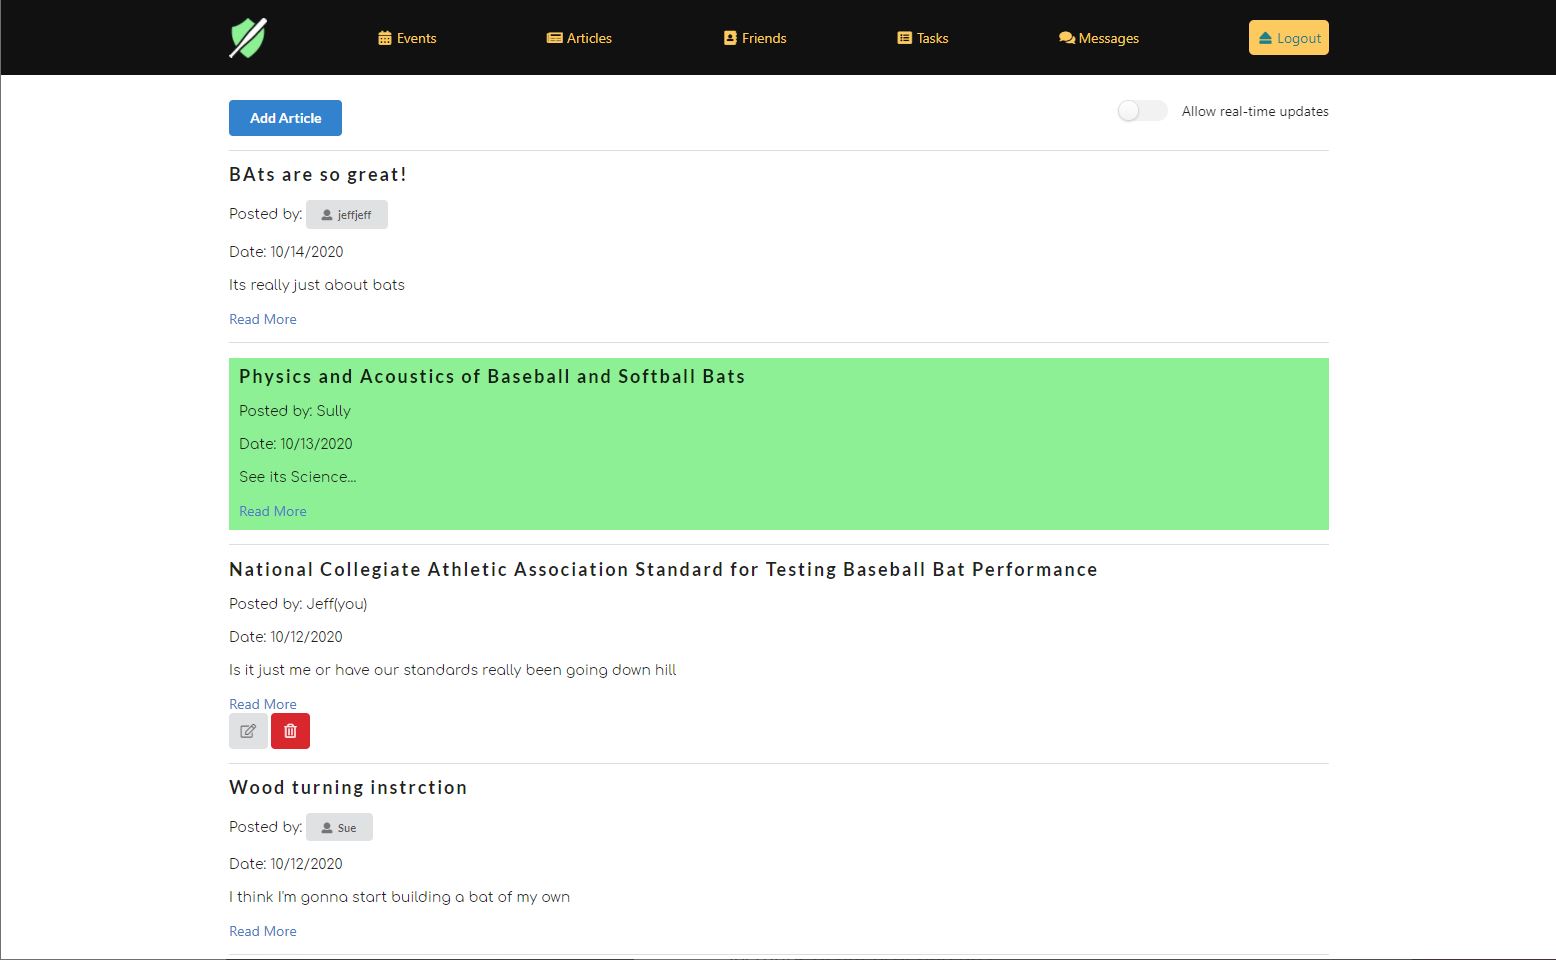 Events Articles Friends Tasks Messages Logout
Add Article Allow real-time updates
BAts are so great!
Posted by: jeffjeff
Date: 10/14/2020
Its really just about bats
Read More
Physics and Acoustics of Baseball and Softball Bats
Posted by: Sully
Date: 10/13/2020
See its Science...
Read More
National Collegiate Athletic Association Standard for Testing Baseball Bat Performance
Posted by: Jeff(you)
Date: 10/12/2020
Is it just me or have our standards really been going down hill
Read More
Wood turning instrction
Posted by: Sue
Date: 10/12/2020
I think I'm gonna start building a bat of my own
Read More